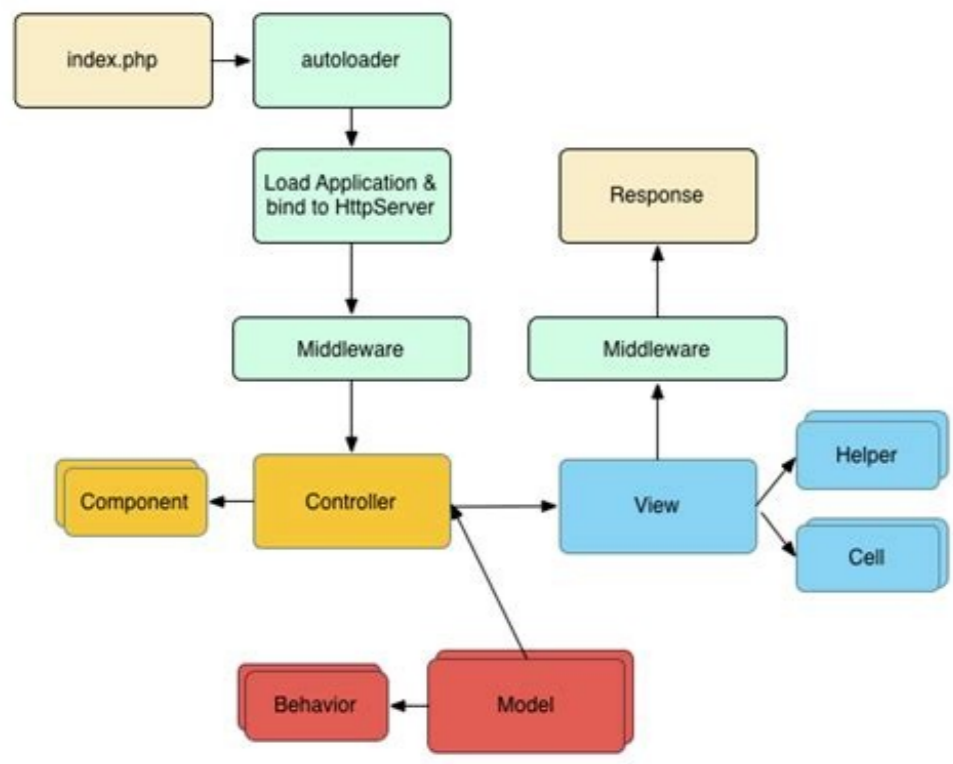 index.php
autoloader
Load Application &
bind to HttpServer
Response
Middleware
Middleware
Helper
Component
Controller
View
Cell
Behavior
Model